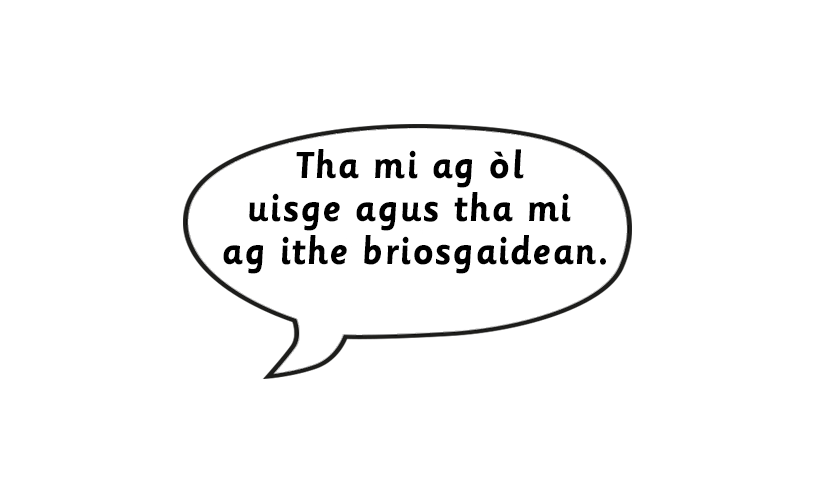 Tha mi ag òl
uisge agus tha mi
ag ithe briosgaidean.